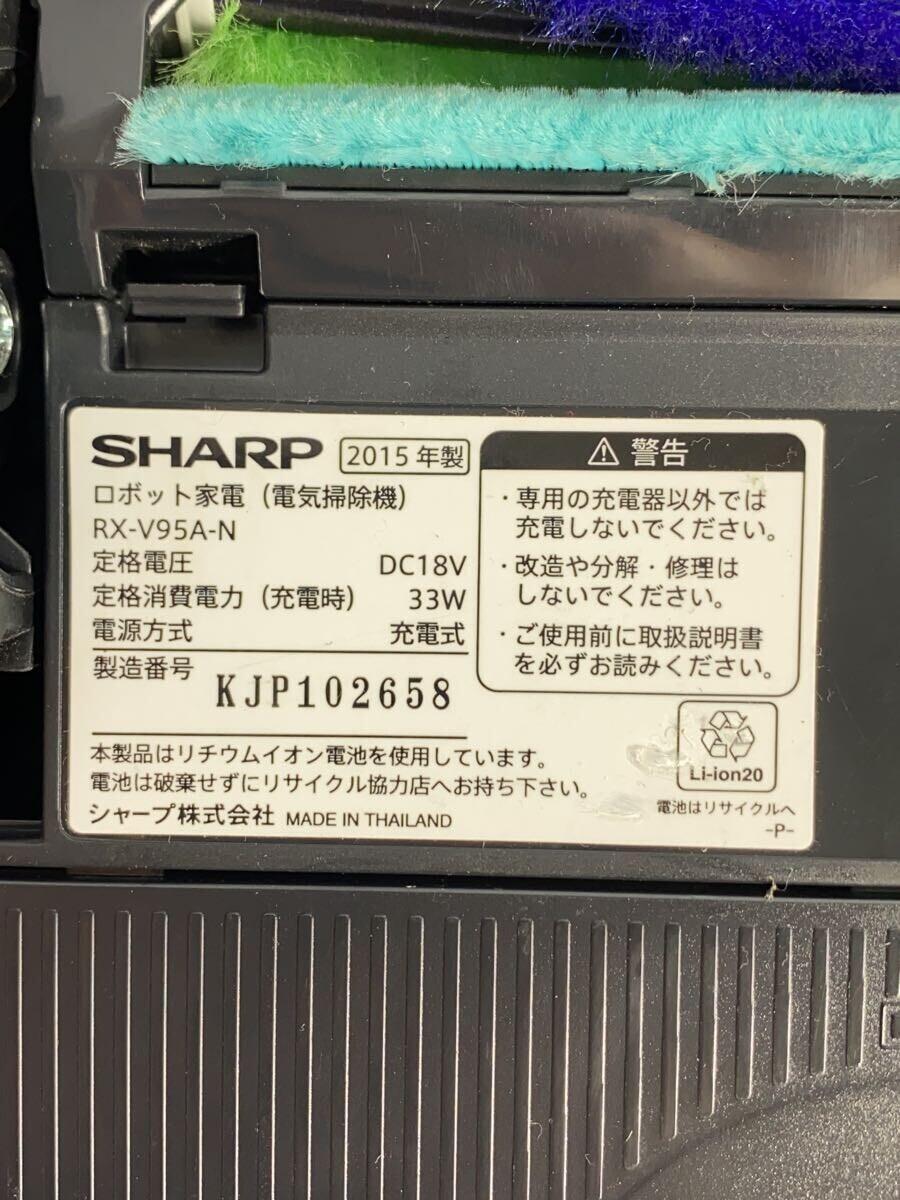 SHARP 2015年製
ロボット家電（電気掃除機）
RX-V95A-N
定格電圧 DC18V
定格消費電力（充電時） 33W
電源方式 充電式
製造番号 KJP102658
本製品はリチウムイオン電池を使用しています。
電池は破棄せずにリサイクル協力店へお持ち下さい。
シャープ株式会社 MADE IN THAILAND
⚠ 警告
・専用の充電器以外では
充電しないでください。
・改造や分解・修理は
しないでください。
・ご使用前に取扱説明書
を必ずお読みください。
Li-ion20
電池はリサイクルへ
-P-